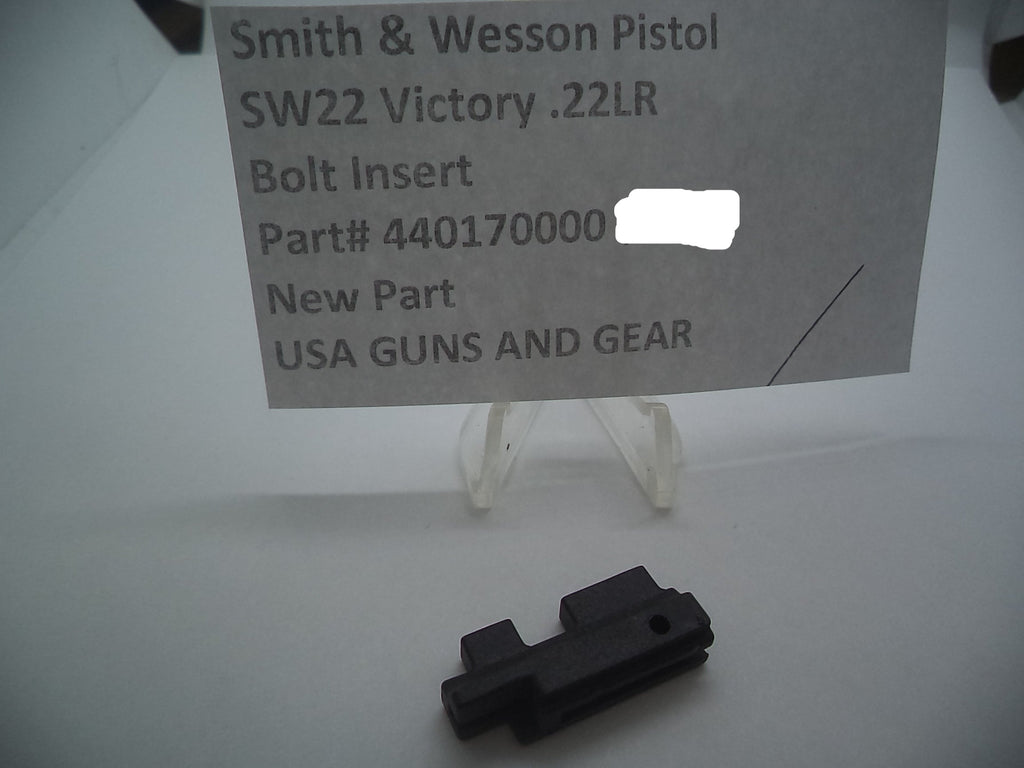 Smith & Wesson Pistol
SW22 Victory .22LR
Bolt Insert
Part# 440170000
New Part
USA GUNS AND GEAR